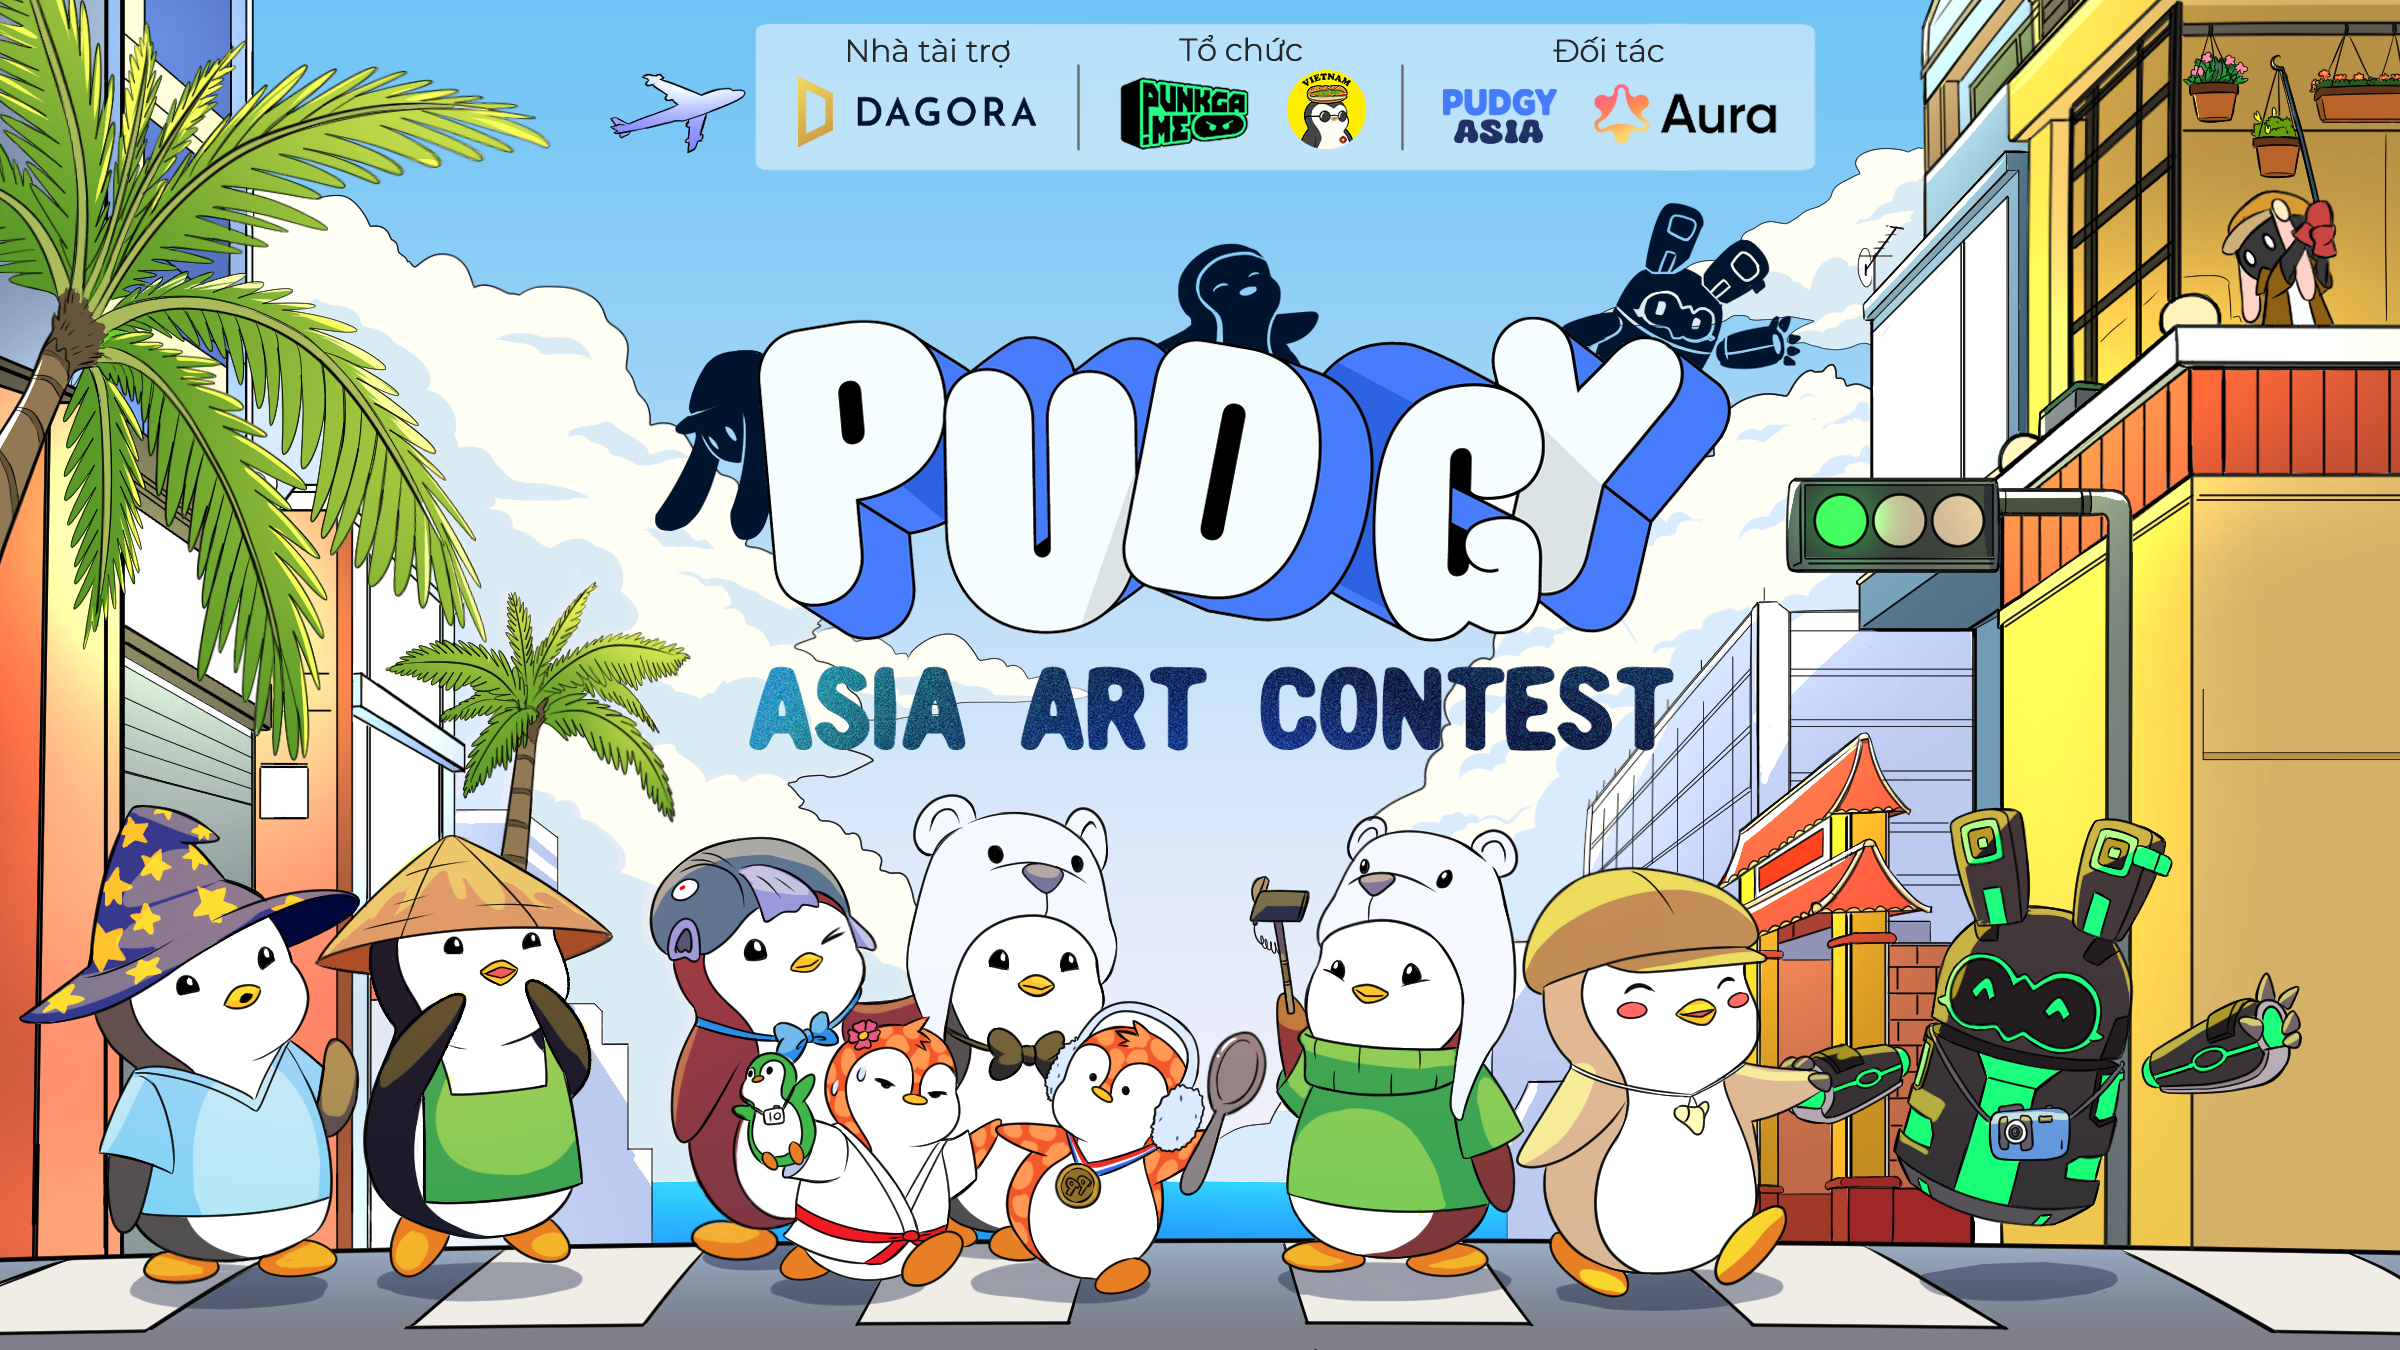 Nhà tài trợ
DAGORA
Tổ chức
PUNKGA
.ME
VIETNAM
Đối tác
PUDGY
ASIA
Aura
PUDGY
ASIA ART CONTEST